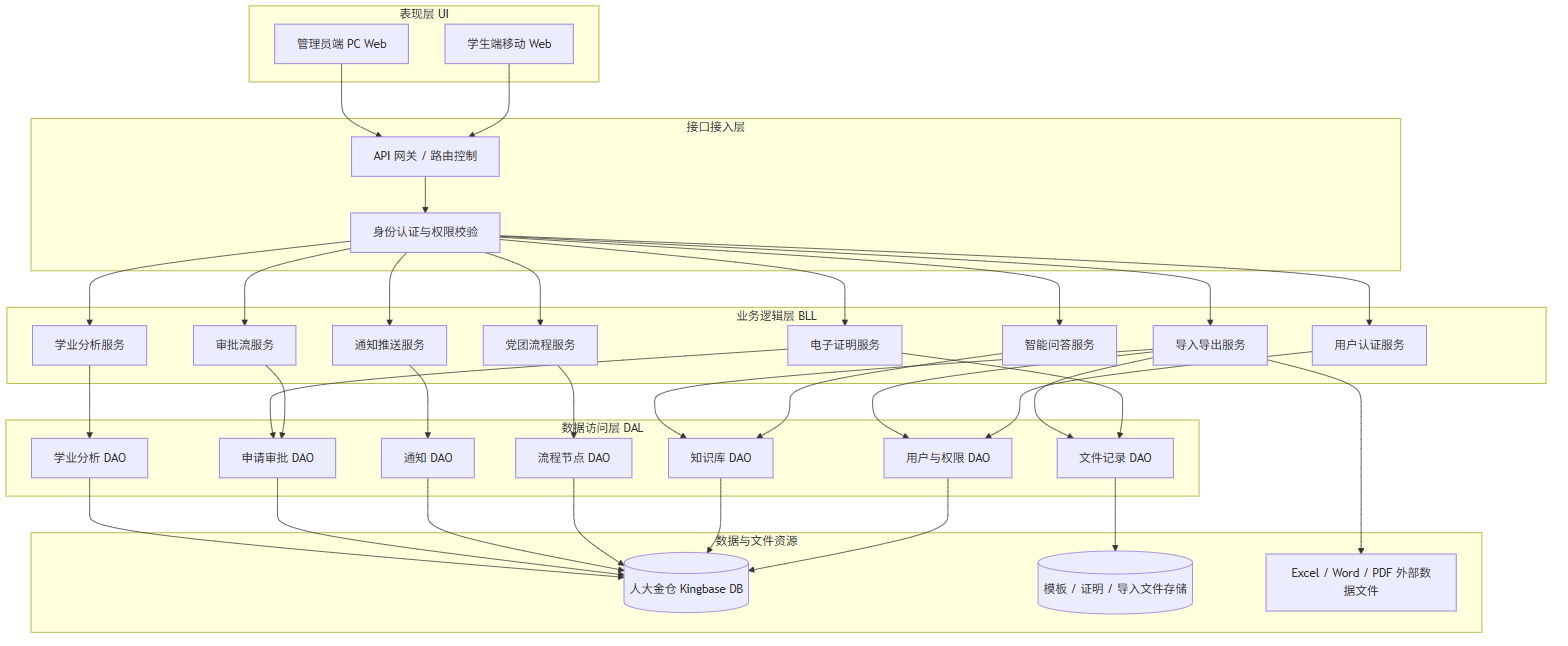 表现层 UI
管理员端 PC Web
学生端移动 Web
接口接入层
API 网关 / 路由控制
身份认证与权限校验
业务逻辑层 BLL
学业分析服务
审批流服务
通知推送服务
党团流程服务
电子证明服务
智能问答服务
导入导出服务
用户认证服务
数据访问层 DAL
学业分析 DAO
申请审批 DAO
通知 DAO
流程节点 DAO
知识库 DAO
用户与权限 DAO
文件记录 DAO
数据与文件资源
人大金仓 Kingbase DB
模板 / 证明 / 导入文件存储
Excel / Word / PDF 外部数
据文件